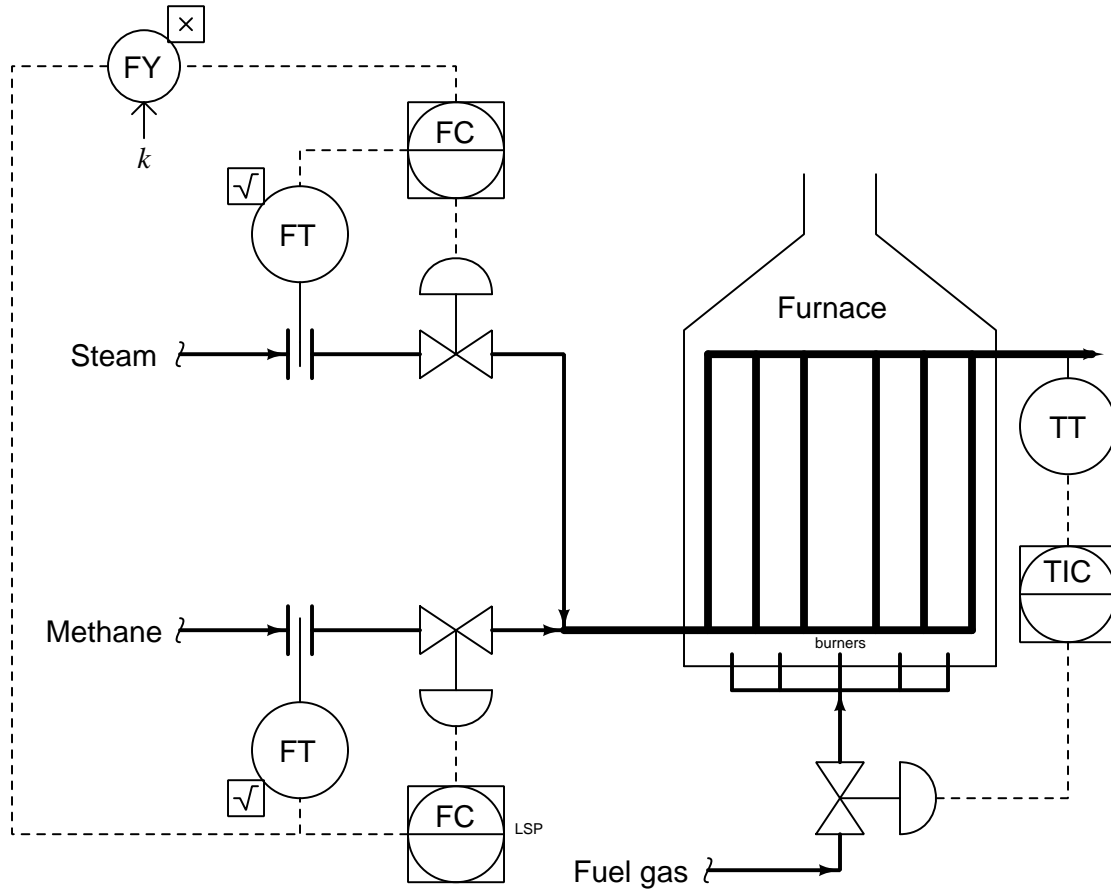 ×
FY
k
FC
√
FT
Furnace
Steam
TT
TIC
Methane
burners
FT
√
FC
LSP
Fuel gas